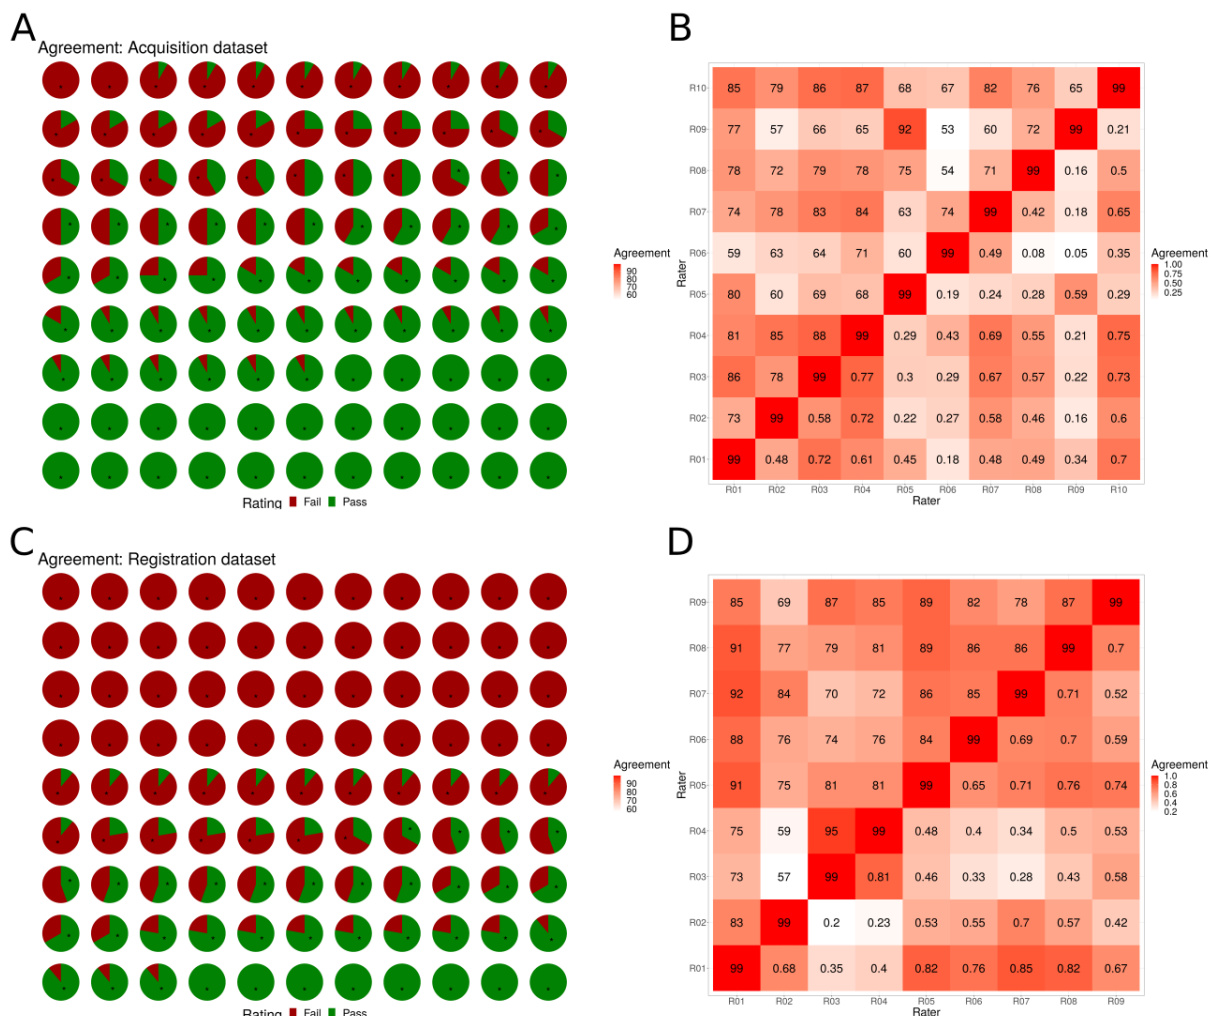 A
Agreement: Acquisition dataset
Rating Fail Pass
B
R10 85 79 86 87 68 67 82 76 65 99
R09 77 57 66 65 92 53 60 72 99 0.21
R08 78 72 79 78 75 54 71 99 0.16 0.5
R07 74 78 83 84 63 74 99 0.42 0.18 0.65
R06 59 63 64 71 60 99 0.49 0.08 0.05 0.35
R05 80 60 69 68 99 0.19 0.24 0.28 0.59 0.29
R04 81 85 88 99 0.29 0.43 0.69 0.55 0.21 0.75
R03 86 78 99 0.77 0.3 0.29 0.67 0.57 0.22 0.73
R02 73 99 0.58 0.72 0.22 0.27 0.58 0.46 0.16 0.6
R01 99 0.48 0.72 0.61 0.45 0.18 0.48 0.49 0.34 0.7
R01 R02 R03 R04 R05 R06 R07 R08 R09 R10
Rater
Rater
Agreement
90
80
70
60
Agreement
1.00
0.75
0.50
0.25
C
Agreement: Registration dataset
Rating Fail Pass
D
R09 85 69 87 85 89 82 78 87 99
R08 91 77 79 81 89 86 86 99 0.7
R07 92 84 70 72 86 85 99 0.71 0.52
R06 88 76 74 76 84 99 0.69 0.7 0.59
R05 91 75 81 81 99 0.65 0.71 0.76 0.74
R04 75 59 95 99 0.48 0.4 0.34 0.5 0.53
R03 73 57 99 0.81 0.46 0.33 0.28 0.43 0.58
R02 83 99 0.2 0.23 0.53 0.55 0.7 0.57 0.42
R01 99 0.68 0.35 0.4 0.82 0.76 0.85 0.82 0.67
R01 R02 R03 R04 R05 R06 R07 R08 R09
Rater
Rater
Agreement
90
80
70
60
Agreement
1.0
0.8
0.6
0.4
0.2